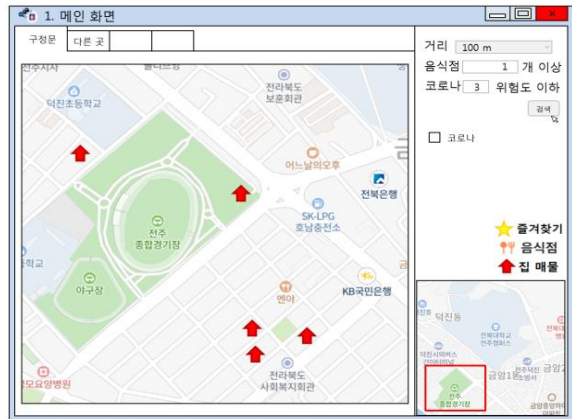 1. 메인 화면
구정문
다른 곳
덕진초등학교
전라북도
보훈회관
어느날의오후
전북은행
SK-LPG
호남충전소
전주
종합경기장
야구장
엔야
KB국민은행
전라북도
사회복지회관
요양병원
거리 100 m
음식점 1 개 이상
코로나 3 위험도 이하
검색
코로나
즐겨찾기
음식점
집 매물
덕진동
전북대학교
전주캠퍼스
전주
종합경기장